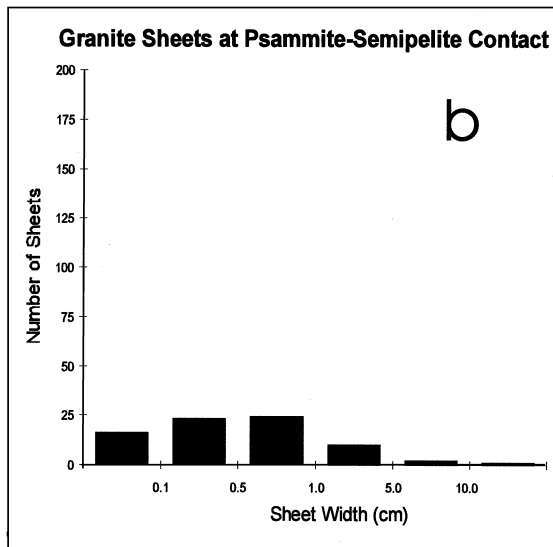 Granite Sheets at Psammite-Semipelite Contact
b
200
175
150
125
100
75
50
25
0
Number of Sheets
0.1 0.5 1.0 5.0 10.0
Sheet Width (cm)